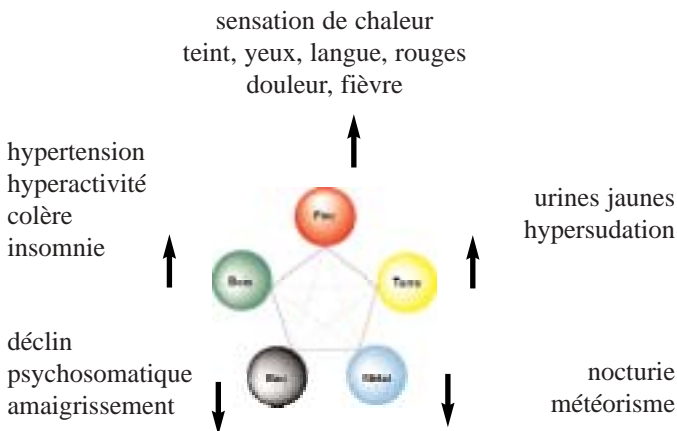 sensation de chaleur
teint, yeux, langue, rouges
douleur, fièvre
hypertension
hyperactivité
colère
insomnie
urines jaunes
hypersudation
Feu
Bois
Terre
Métal
déclin
psychosomatique
amaigrissement
nocturie
météorisme